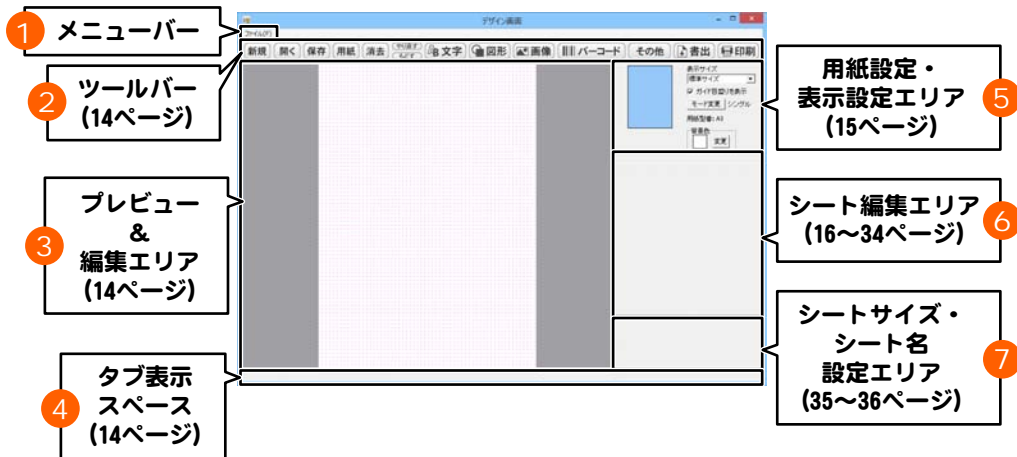 1
メニューバー
2
ツールバー
(14ページ)
3
プレビュー
&
編集エリア
(14ページ)
4
タブ表示
スペース
(14ページ)
デザイン画面
ファイル(F)
新規 開く 保存 用紙 消去 やり直す 文字 図形 画像 バーコード その他 書出 印刷
もどす
表示サイズ
標準サイズ
ガイド目盛りを表示
モード変更 シングル
用紙型番: A3
背景色
変更
用紙設定・
表示設定エリア
(15ページ)
5
シート編集エリア
(16～34ページ)
6
シートサイズ・
シート名
設定エリア
(35～36ページ)
7